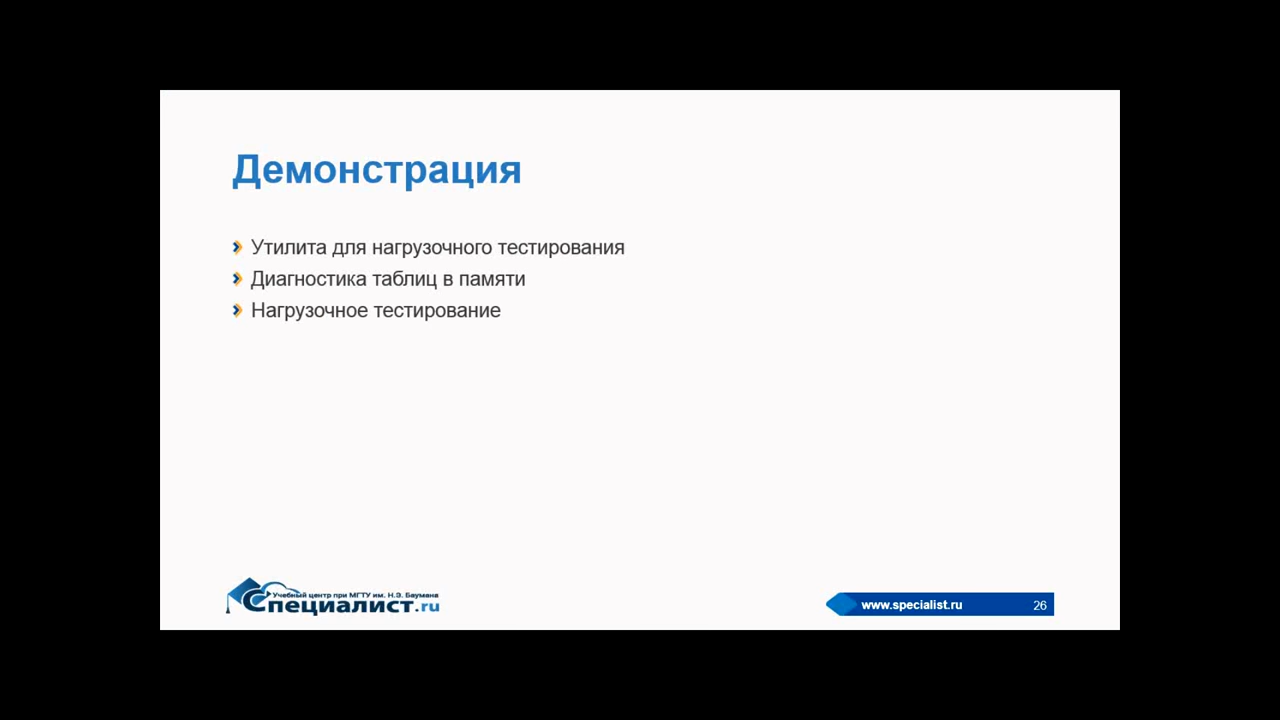 Демонстрация
Утилита для нагрузочного тестирования
Диагностика таблиц в памяти
Нагрузочное тестирование
Учебный центр при МГТУ им. Н.Э. Баумана
Специалист.ru
www.specialist.ru
26